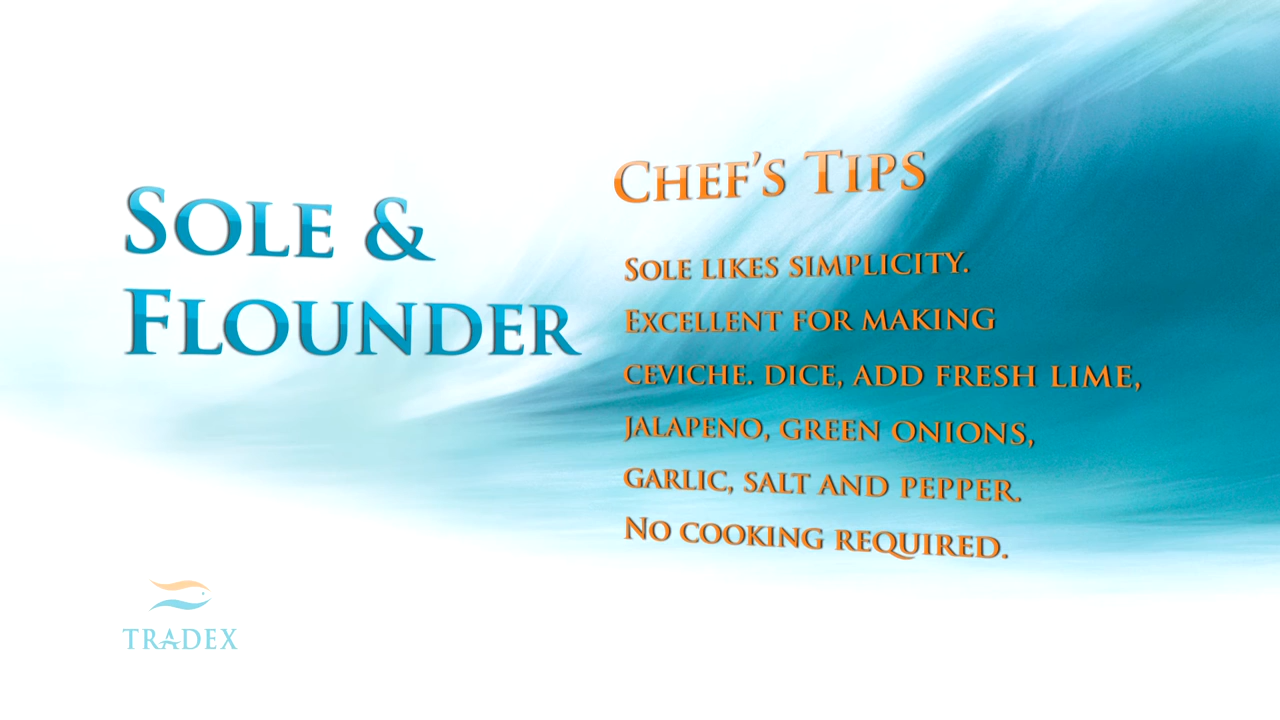 Sole &
Flounder
Chef's Tips
Sole likes simplicity.
Excellent for making
ceviche. dice, add fresh lime,
jalapeno, green onions,
garlic, salt and pepper.
No cooking required.
TRADEX